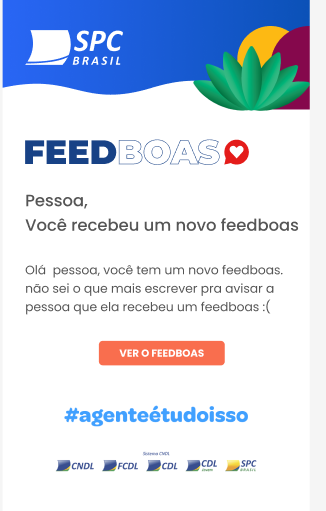 SPC
BRASIL
FEEDBOAS
Pessoa,
Você recebeu um novo feedboas
Olá pessoa, você tem um novo feedboas.
não sei o que mais escrever pra avisar a
pessoa que ela recebeu um feedboas :(
VER O FEEDBOAS
#agenteétudoisso
Sistema CNDL
CNDL FCDL CDL CDL SPC
jovem BRASIL